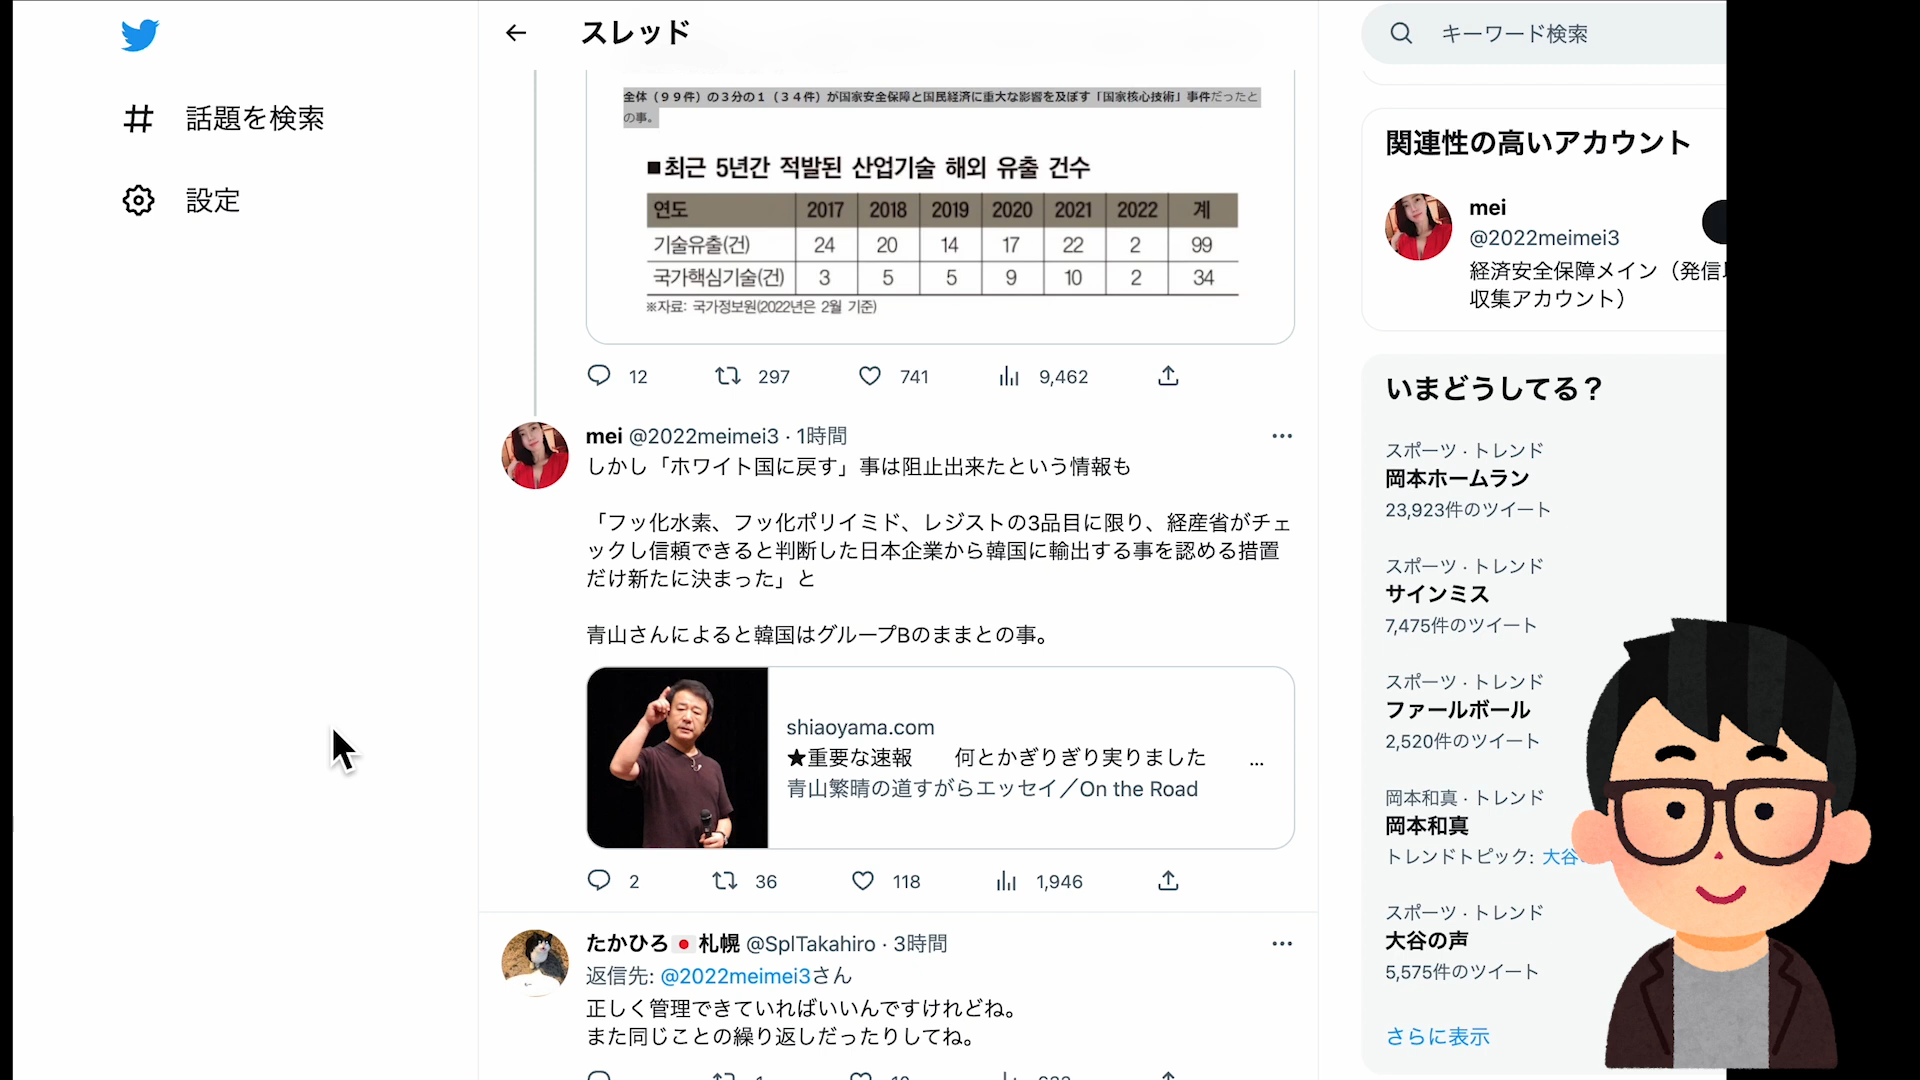 スレッド
キーワード検索
話題を検索
設定
全体（９９件）の３分の１（３４件）が国家安全保障と国民経済に重大な影響を及ぼす「国家核心技術」事件だったと
の事。
■최근 5년간 적발된 산업기술 해외 유출 건수
연도 2017 2018 2019 2020 2021 2022 계
기술유출(건) 24 20 14 17 22 2 99
국가핵심기술(건) 3 5 5 9 10 2 34
※자료: 국가정보원(2022년은 2월 기준)
12 297 741 9,462
mei @2022meimei3 · 1時間
しかし「ホワイト国に戻す」事は阻止出来たという情報も
「フッ化水素、フッ化ポリイミド、レジストの3品目に限り、経産省がチェ
ックし信頼できると判断した日本企業から韓国に輸出する事を認める措置
だけ新たに決まった」と
青山さんによると韓国はグループBのままとの事。
shiaoyama.com
★重要な速報　　何とかぎりぎり実りました　　...
青山繁晴の道すがらエッセイ／On the Road
2 36 118 1,946
たかひろ🇯🇵札幌 @SplTakahiro · 3時間
返信先: @2022meimei3さん
正しく管理できていればいいんですけれどね。
また同じことの繰り返しだったりしてね。
関連性の高いアカウント
mei
@2022meimei3
経済安全保障メイン（発信
収集アカウント）
いまどうしてる？
スポーツ · トレンド
岡本ホームラン
23,923件のツイート
スポーツ · トレンド
サインミス
7,475件のツイート
スポーツ · トレンド
ファールボール
2,520件のツイート
岡本和真 · トレンド
岡本和真
トレンドトピック: 大谷
スポーツ · トレンド
大谷の声
5,575件のツイート
さらに表示